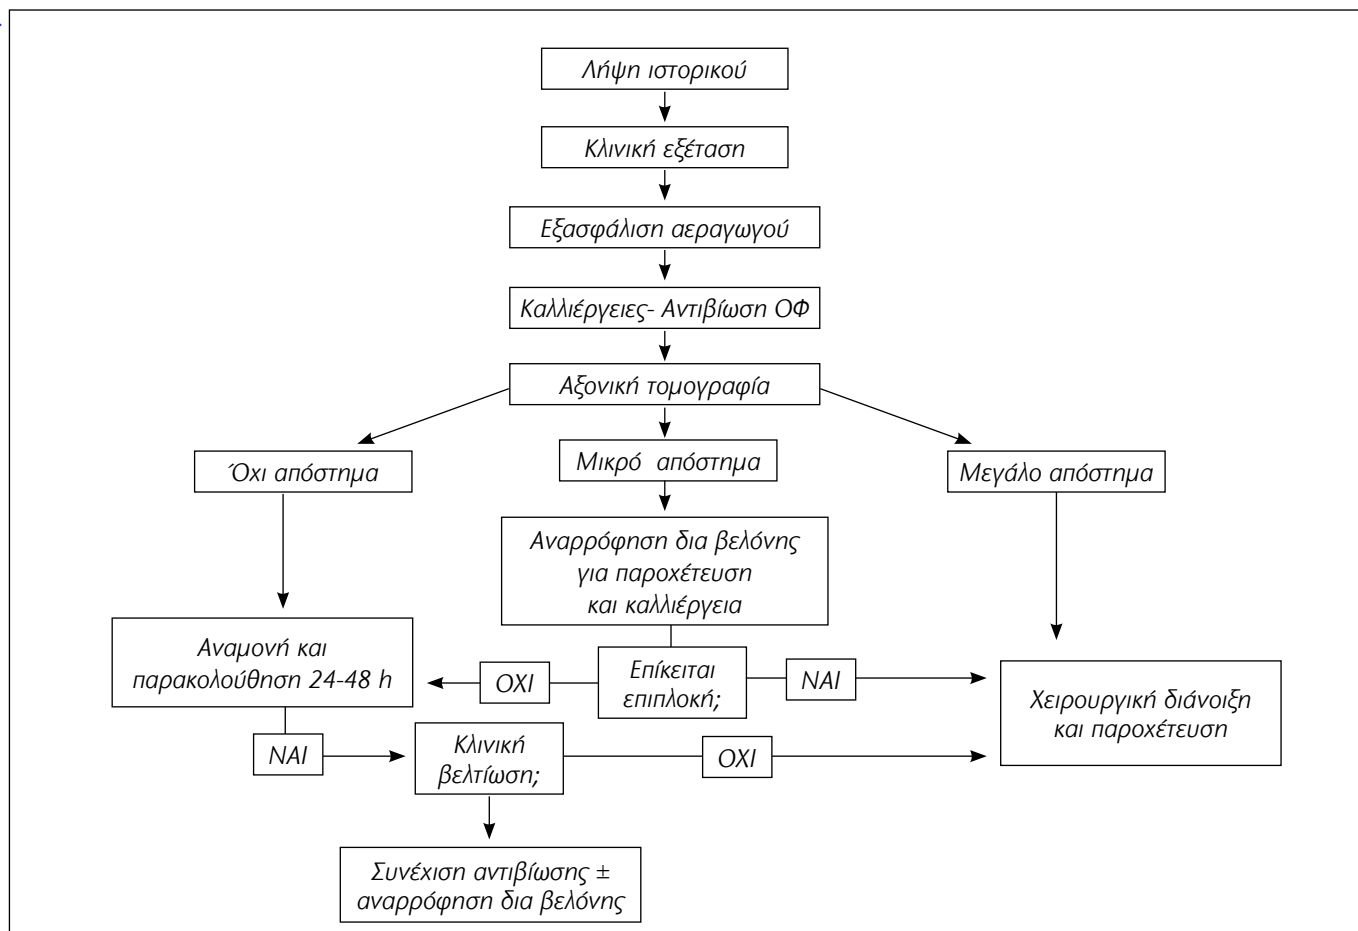 Λήψη ιστορικού
Κλινική εξέταση
Εξασφάλιση αεραγωγού
Καλλιέργειες- Αντιβίωση ΟΦ
Αξονική τομογραφία
Όχι απόστημα
Μικρό απόστημα
Μεγάλο απόστημα
Αναρρόφηση δια βελόνης
για παροχέτευση
και καλλιέργεια
Αναμονή και
παρακολούθηση 24-48 h
ΟΧΙ
Επίκειται
επιπλοκή;
ΝΑΙ
Χειρουργική διάνοιξη
και παροχέτευση
ΝΑΙ
Κλινική
βελτίωση;
ΟΧΙ
Συνέχιση αντιβίωσης ±
αναρρόφηση δια βελόνης